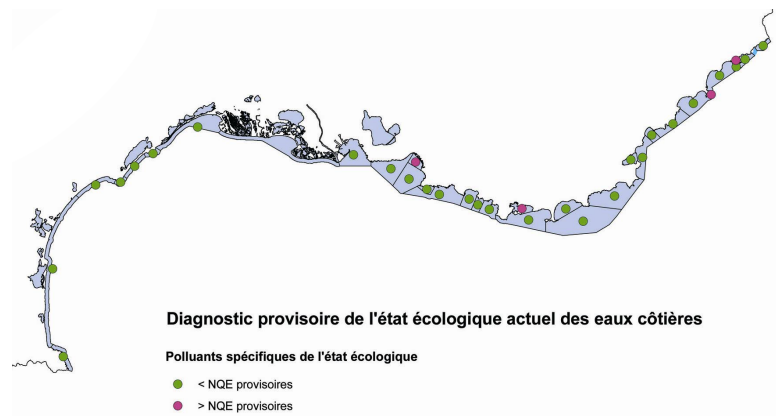 Diagnostic provisoire de l'état écologique actuel des eaux côtières
Polluants spécifiques de l'état écologique
< NQE provisoires
> NQE provisoires